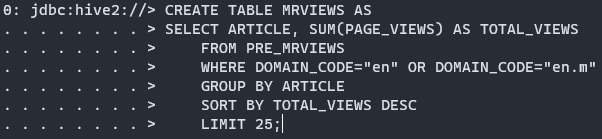 0: jdbc:hive2://> CREATE TABLE MRVIEWS AS
. . . . . . . . > SELECT ARTICLE, SUM(PAGE_VIEWS) AS TOTAL_VIEWS
. . . . . . . . >     FROM PRE_MRVIEWS
. . . . . . . . >     WHERE DOMAIN_CODE="en" OR DOMAIN_CODE="en.m"
. . . . . . . . >     GROUP BY ARTICLE
. . . . . . . . >     SORT BY TOTAL_VIEWS DESC
. . . . . . . . >     LIMIT 25;